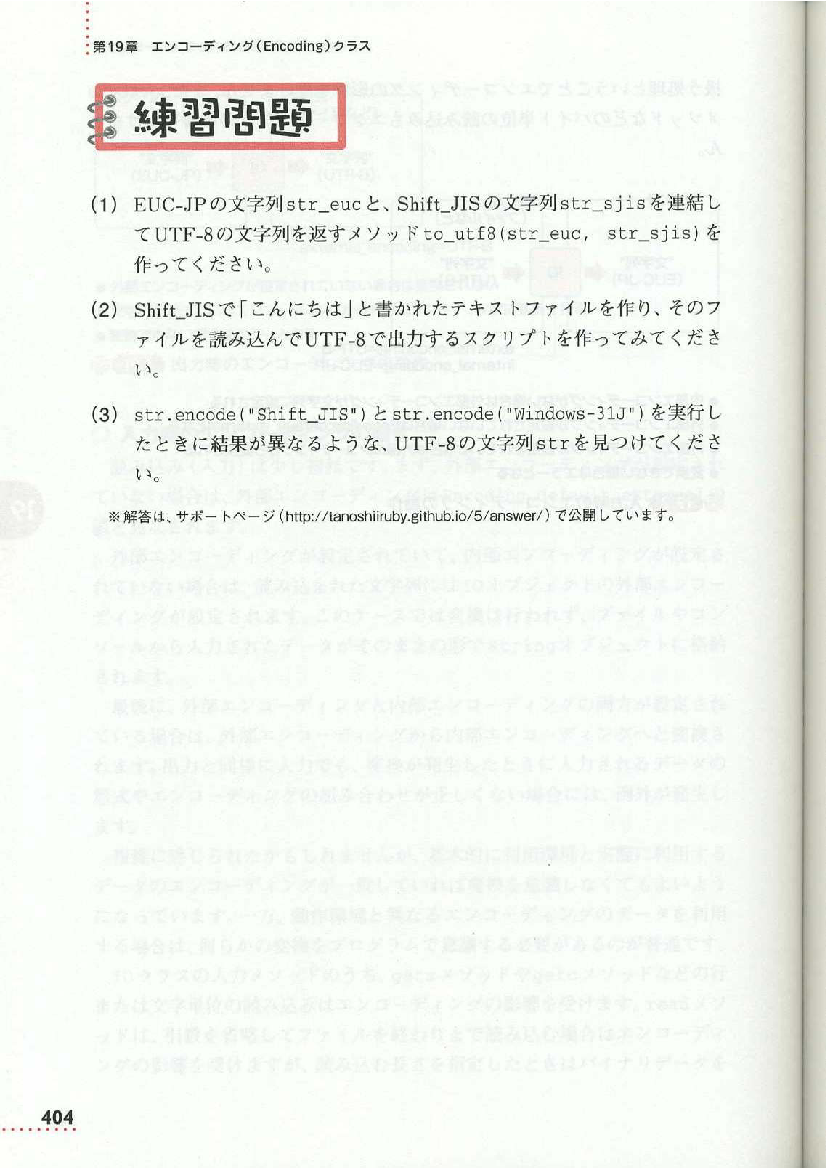 第19章 エンコーディング(Encoding)クラス
練習問題
(1) EUC-JPの文字列str_eucと、Shift_JISの文字列str_sjisを連結し
てUTF-8の文字列を返すメソッドto_utf8(str_euc, str_sjis)を
作ってください。
(2) Shift_JISで「こんにちは」と書かれたテキストファイルを作り、そのフ
ァイルを読み込んでUTF-8で出力するスクリプトを作ってみてくださ
い。
(3) str.encode("Shift_JIS")とstr.encode("Windows-31J")を実行し
たときに結果が異なるような、UTF-8の文字列strを見つけてくださ
い。
※解答は、サポートページ(http://tanoshiiruby.github.io/5/answer/)で公開しています。
404